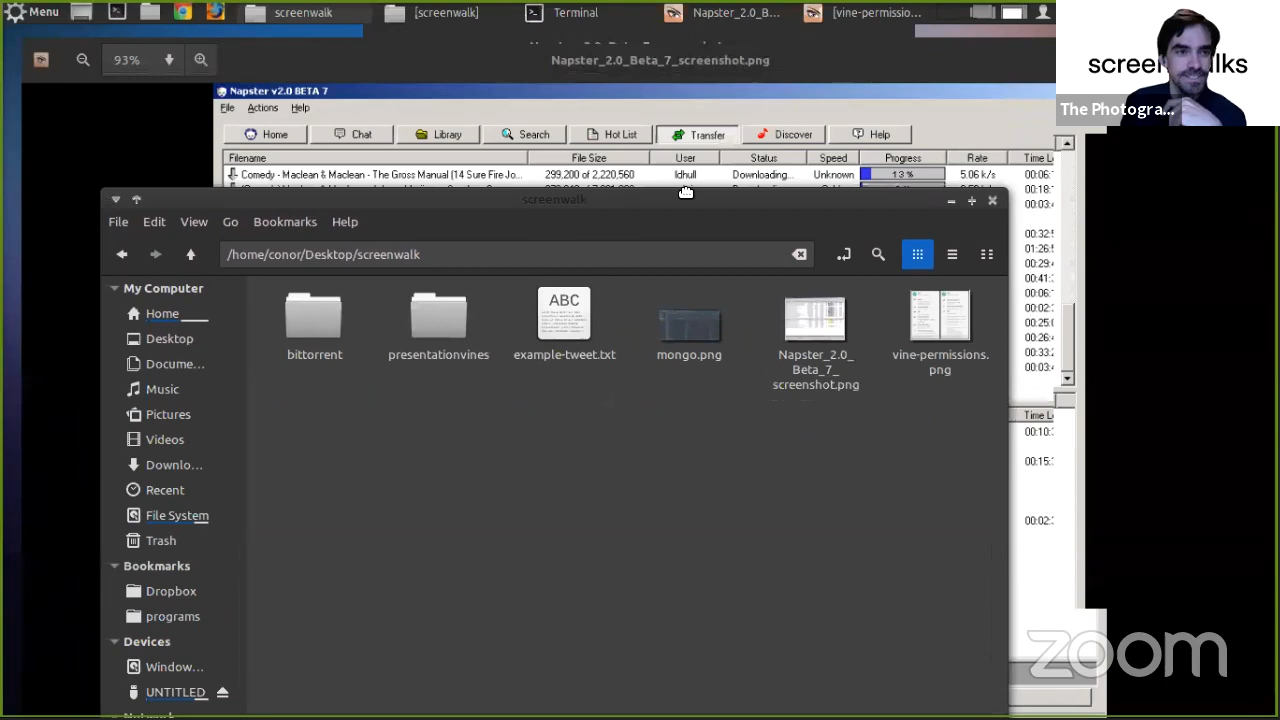 Menu
screenwalk
[screenwalk]
Terminal
Napster_2.0_B...
[vine-permissio...
93%
Napster_2.0_Beta_7_screenshot.png
The Photogra...
Napster v2.0 BETA 7
File Actions Help
Home Chat Library Search Hot List Transfer Discover Help
Filename File Size User Status Speed Progress Rate
Comedy - Maclean & Maclean - The Gross Manual (14 Sure Fire Jo... 299,200 of 2,220,560 ldhull Downloading... Unknown 13% 5.06 k/s
screenwalk
File Edit View Go Bookmarks Help
/home/conor/Desktop/screenwalk
My Computer
Home
Desktop
Docume...
Music
Pictures
Videos
Downlo...
Recent
File System
Trash
Bookmarks
Dropbox
programs
Devices
Window...
UNTITLED
bittorrent
presentationvines
example-tweet.txt
ABC
mongo.png
Napster_2.0_
Beta_7_
screenshot.png
vine-permissions.
png
zoom